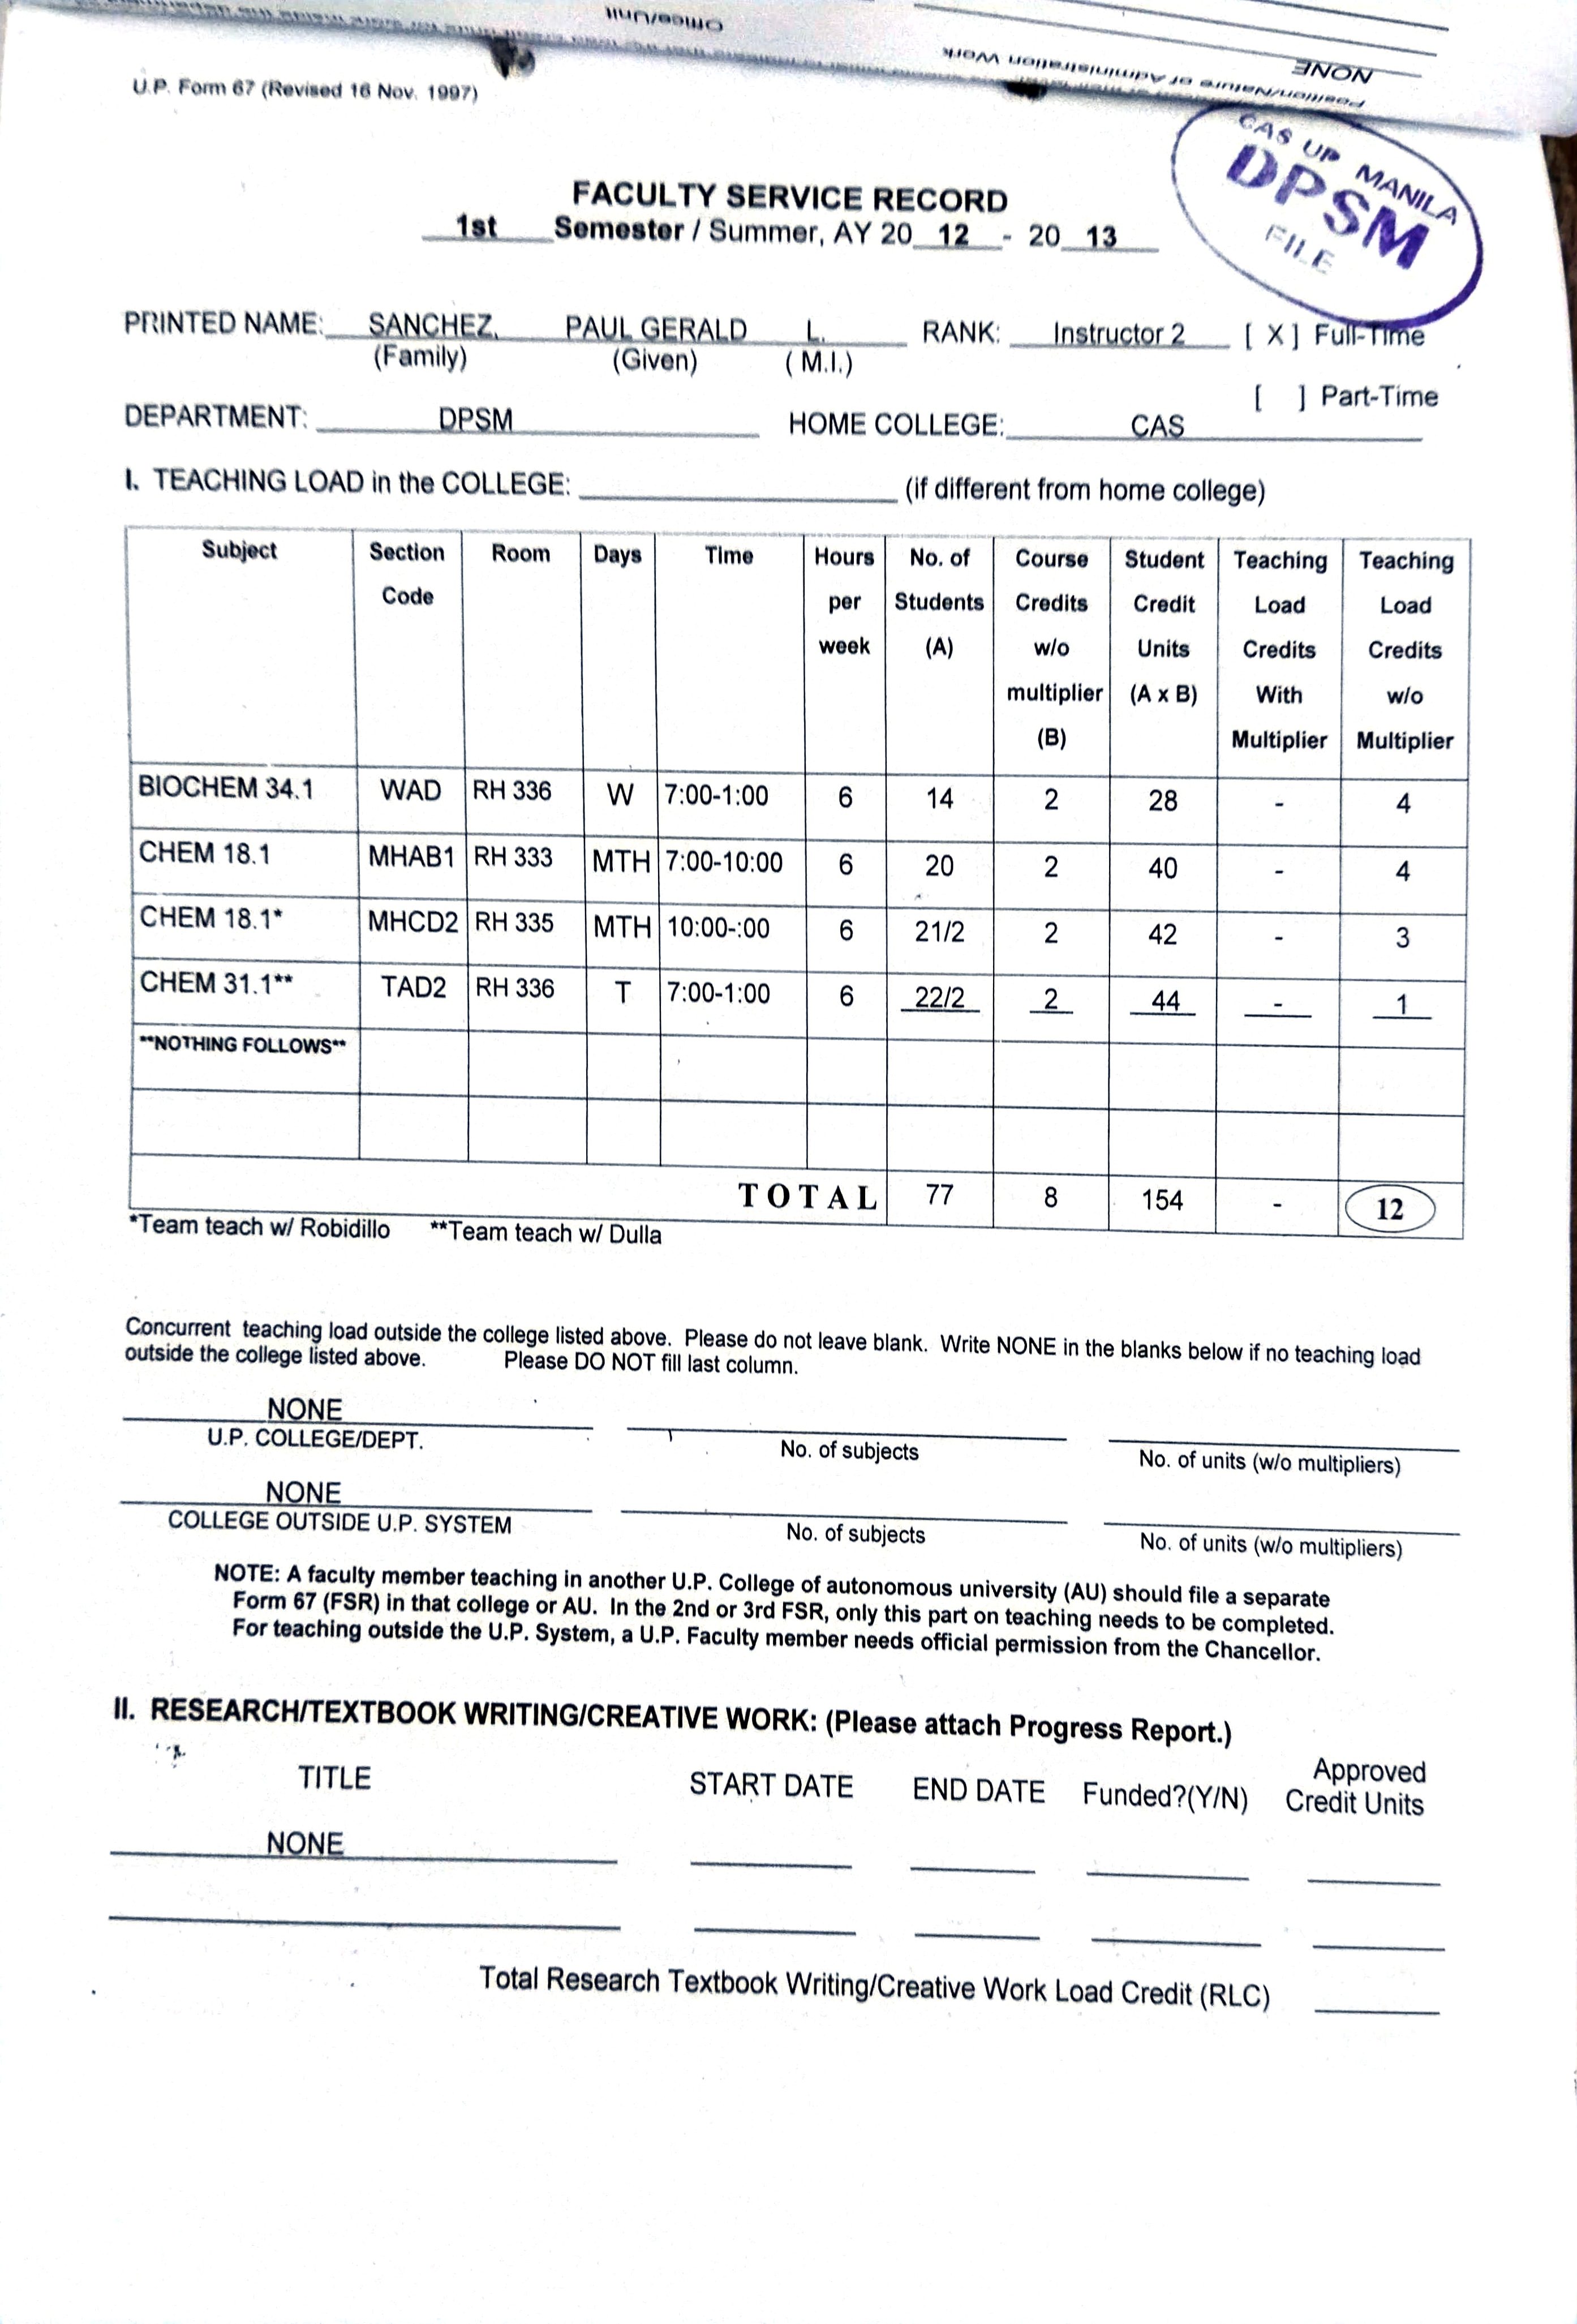 Office/Unit
Position/Nature of Administration Work
NONE
U.P. Form 67 (Revised 16 Nov. 1997)
CAS UP MANILA
DPSM
FILE
FACULTY SERVICE RECORD
1st Semester / Summer, AY 20 12 - 20 13
PRINTED NAME: SANCHEZ, PAUL GERALD L. RANK: Instructor 2 [ X ] Full-Time
(Family) (Given) ( M.I.)
[ ] Part-Time
DEPARTMENT: DPSM HOME COLLEGE: CAS
I. TEACHING LOAD in the COLLEGE: (if different from home college)
Subject Section Code Room Days Time Hours per week No. of Students (A) Course Credits w/o multiplier (B) Student Credit Units (A x B) Teaching Load Credits With Multiplier Teaching Load Credits w/o Multiplier
BIOCHEM 34.1 WAD RH 336 W 7:00-1:00 6 14 2 28 - 4
CHEM 18.1 MHAB1 RH 333 MTH 7:00-10:00 6 20 2 40 - 4
CHEM 18.1* MHCD2 RH 335 MTH 10:00-:00 6 21/2 2 42 - 3
CHEM 31.1** TAD2 RH 336 T 7:00-1:00 6 22/2 2 44 - 1
**NOTHING FOLLOWS**
TOTAL 77 8 154 - 12
*Team teach w/ Robidillo **Team teach w/ Dulla
Concurrent teaching load outside the college listed above. Please do not leave blank. Write NONE in the blanks below if no teaching load
outside the college listed above. Please DO NOT fill last column.
NONE
U.P. COLLEGE/DEPT. No. of subjects No. of units (w/o multipliers)
NONE
COLLEGE OUTSIDE U.P. SYSTEM No. of subjects No. of units (w/o multipliers)
NOTE: A faculty member teaching in another U.P. College of autonomous university (AU) should file a separate
Form 67 (FSR) in that college or AU. In the 2nd or 3rd FSR, only this part on teaching needs to be completed.
For teaching outside the U.P. System, a U.P. Faculty member needs official permission from the Chancellor.
II. RESEARCH/TEXTBOOK WRITING/CREATIVE WORK: (Please attach Progress Report.)
TITLE START DATE END DATE Funded?(Y/N) Approved Credit Units
NONE
Total Research Textbook Writing/Creative Work Load Credit (RLC)